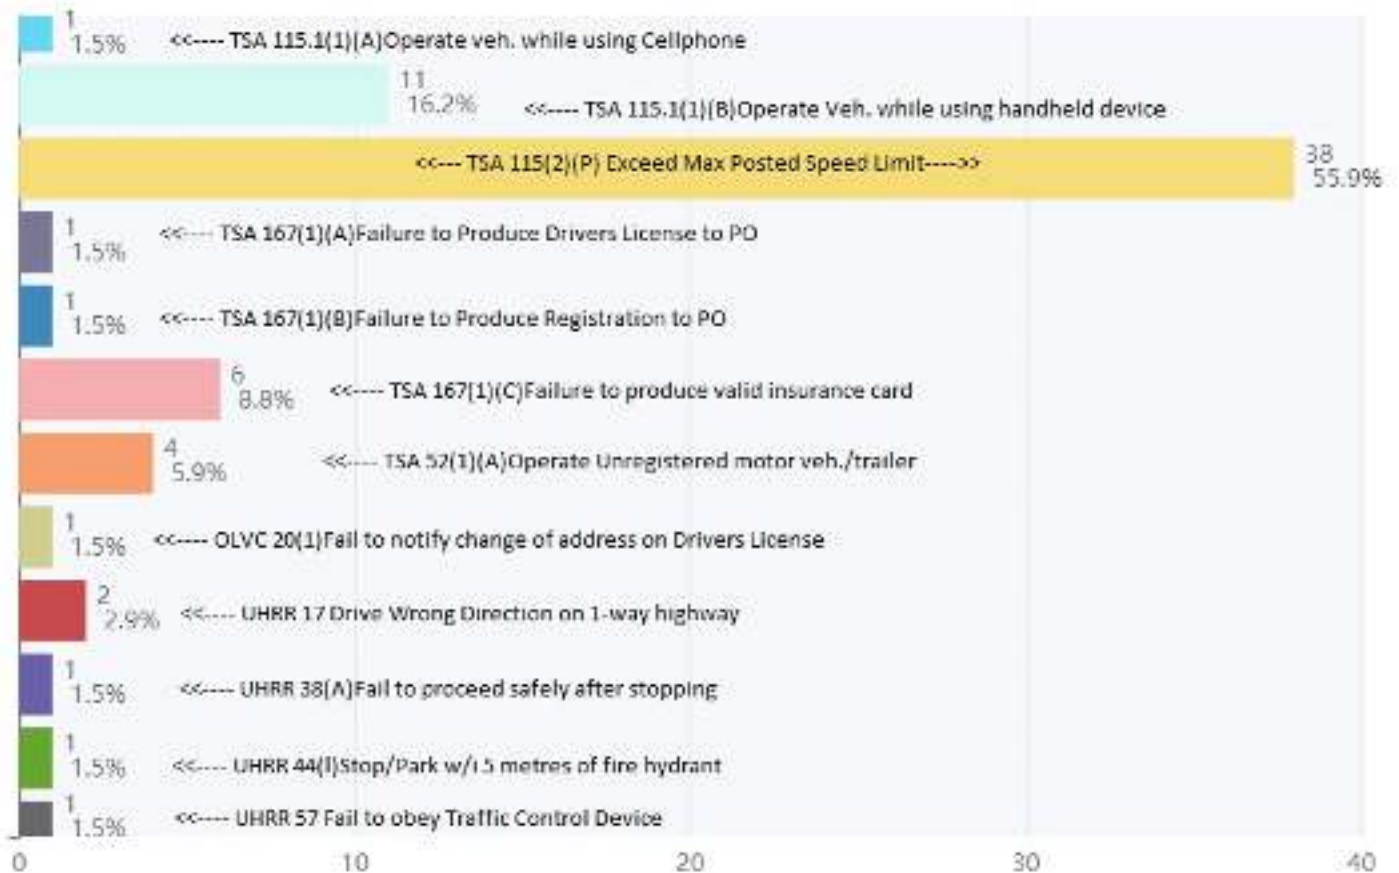 1
1.5% <<---- TSA 115.1(1)(A)Operate veh. while using Cellphone
11
16.2% <<---- TSA 115.1(1)(B)Operate Veh. while using handheld device
<<--- TSA 115(2)(P) Exceed Max Posted Speed Limit---->> 38
55.9%
1
1.5% <<---- TSA 167(1)(A)Failure to Produce Drivers License to PO
1
1.5% <<---- TSA 167(1)(B)Failure to Produce Registration to PO
6
8.8% <<---- TSA 167(1)(C)Failure to produce valid insurance card
4
5.9% <<---- TSA 52(1)(A)Operate Unregistered motor veh./trailer
1
1.5% <<---- OLVC 20(1)Fail to notify change of address on Drivers License
2
2.9% <<---- UHRR 17 Drive Wrong Direction on 1-way highway
1
1.5% <<---- UHRR 38(A)Fail to proceed safely after stopping
1
1.5% <<---- UHRR 44(l)Stop/Park w/i 5 metres of fire hydrant
1
1.5% <<---- UHRR 57 Fail to obey Traffic Control Device
0 10 20 30 40